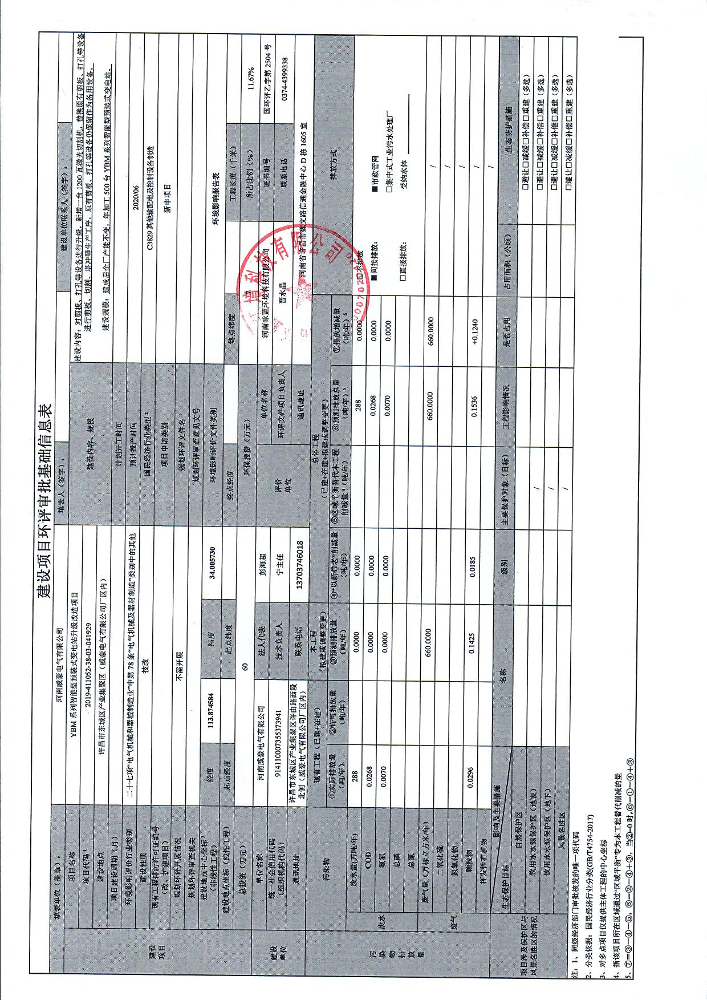 建设项目环评审批基础信息表
填表单位（盖章）： 河南威豪电气有限公司 填表人（签字）： 建设单位联系人（签字）：
建设项目
项目名称 YBM 系列智能型预装式变电站升级改造项目
项目代码¹ 2019-411052-38-03-041929
建设地点 许昌市东城区产业集聚区（威豪电气有限公司厂区内）
建设内容、规模
建设内容：对剪板、打孔等设备进行升级，新增一台 1200 瓦激光切割机，替换原有剪板、打孔等设备
进行剪板、切割、塔冲等生产工序，原有剪板、打孔等设备仍保留作为备用设备。
建设规模：建成后全厂产能不变，年加工 500 台 YBM 系列智能型预装式变电站。
项目建设周期（月） 计划开工时间
环境影响评价行业类别 二十七项“电气机械和器械制造业”中第 78 条“电气机械及器材制造”类别中的其他 预计投产时间 2020/06
建设性质 技改 国民经济行业类型² C3829 其他输配电及控制设备制造
现有工程排污许可证编号
（改、扩建项目） 项目申请类别 新申项目
规划环评开展情况 不需开展 规划环评文件名
规划环评审查机关 规划环评审查意见文号
建设地点中心坐标³
（非线性工程） 经度 113.874584 纬度 34.005730 环境影响评价文件类别 环境影响报告表
建设地点坐标（线性工程） 起点经度 起点纬度 终点经度 终点纬度 工程长度（千米）
总投资（万元） 60 环保投资（万元） 7 所占比例（%） 11.67%
建设单位
单位名称 河南威豪电气有限公司 法人代表 彭海超 评价单位 单位名称 河南咏蓝环境科技有限公司 证书编号 国环评乙字第 2504 号
统一社会信用代码
（组织机构代码） 914110007355373941 技术负责人 宁主任 环评文件项目负责人 晋水晶 联系电话 0374-4399338
通讯地址 许昌市东城区产业集聚区许由路西段
北侧（威豪电气有限公司厂区内） 联系电话 13703746018 通讯地址 河南省许昌市魏文路信通金融中心 D 栋 1605 室
污染物排放量
污染物 现有工程（已建+在建） 本工程
（拟建或调整变更） 总体工程
（已建+在建+拟建或调整变更） 排放方式
①实际排放量
（吨/年） ②许可排放量
（吨/年） ③预测排放量
（吨/年） ④“以新带老”削减量
（吨/年） ⑤区域平衡替代本工程
削减量⁴（吨/年） ⑥预测排放总量
（吨/年）⁵ ⑦排放增减量
（吨/年）⁵
废水
废水量(万吨/年) 288 0.0000 0.0000 288 0.0000 □不排放
COD 0.0268 0.0000 0.0000 0.0268 0.0000 ■间接排放： ■市政管网
氨氮 0.0070 0.0000 0.0000 0.0070 0.0000 □集中式工业污水处理厂
总磷 □直接排放： 受纳水体
总氮
废气
废气量（万标立方米/年） 660.0000 660.0000 660.0000 /
二氧化硫 /
氮氧化物 /
颗粒物 0.0296 0.1425 0.0185 0.1536 +0.1240 /
挥发性有机物 /
项目涉及保护区与
风景名胜区的情况
影响及主要措施
生态保护目标 名称 级别 主要保护对象（目标） 工程影响情况 是否占用 占用面积（公顷） 生态防护措施
自然保护区 □避让□减缓□补偿□重建（多选）
饮用水水源保护区（地表） / □避让□减缓□补偿□重建（多选）
饮用水水源保护区（地下） / □避让□减缓□补偿□重建（多选）
风景名胜区 / □避让□减缓□补偿□重建（多选）
注：1、同级经济部门审批核发的唯一项代码
2、分类依据：国民经济行业分类(GB/T4754-2017)
3、对多点项目仅提供主体工程的中心坐标
4、指该项目所在区域通过“区域平衡”专为本工程替代削减的量
5、⑦=③-④-⑤，⑥=②-④+③，当②=0 时,⑥=①-④+③